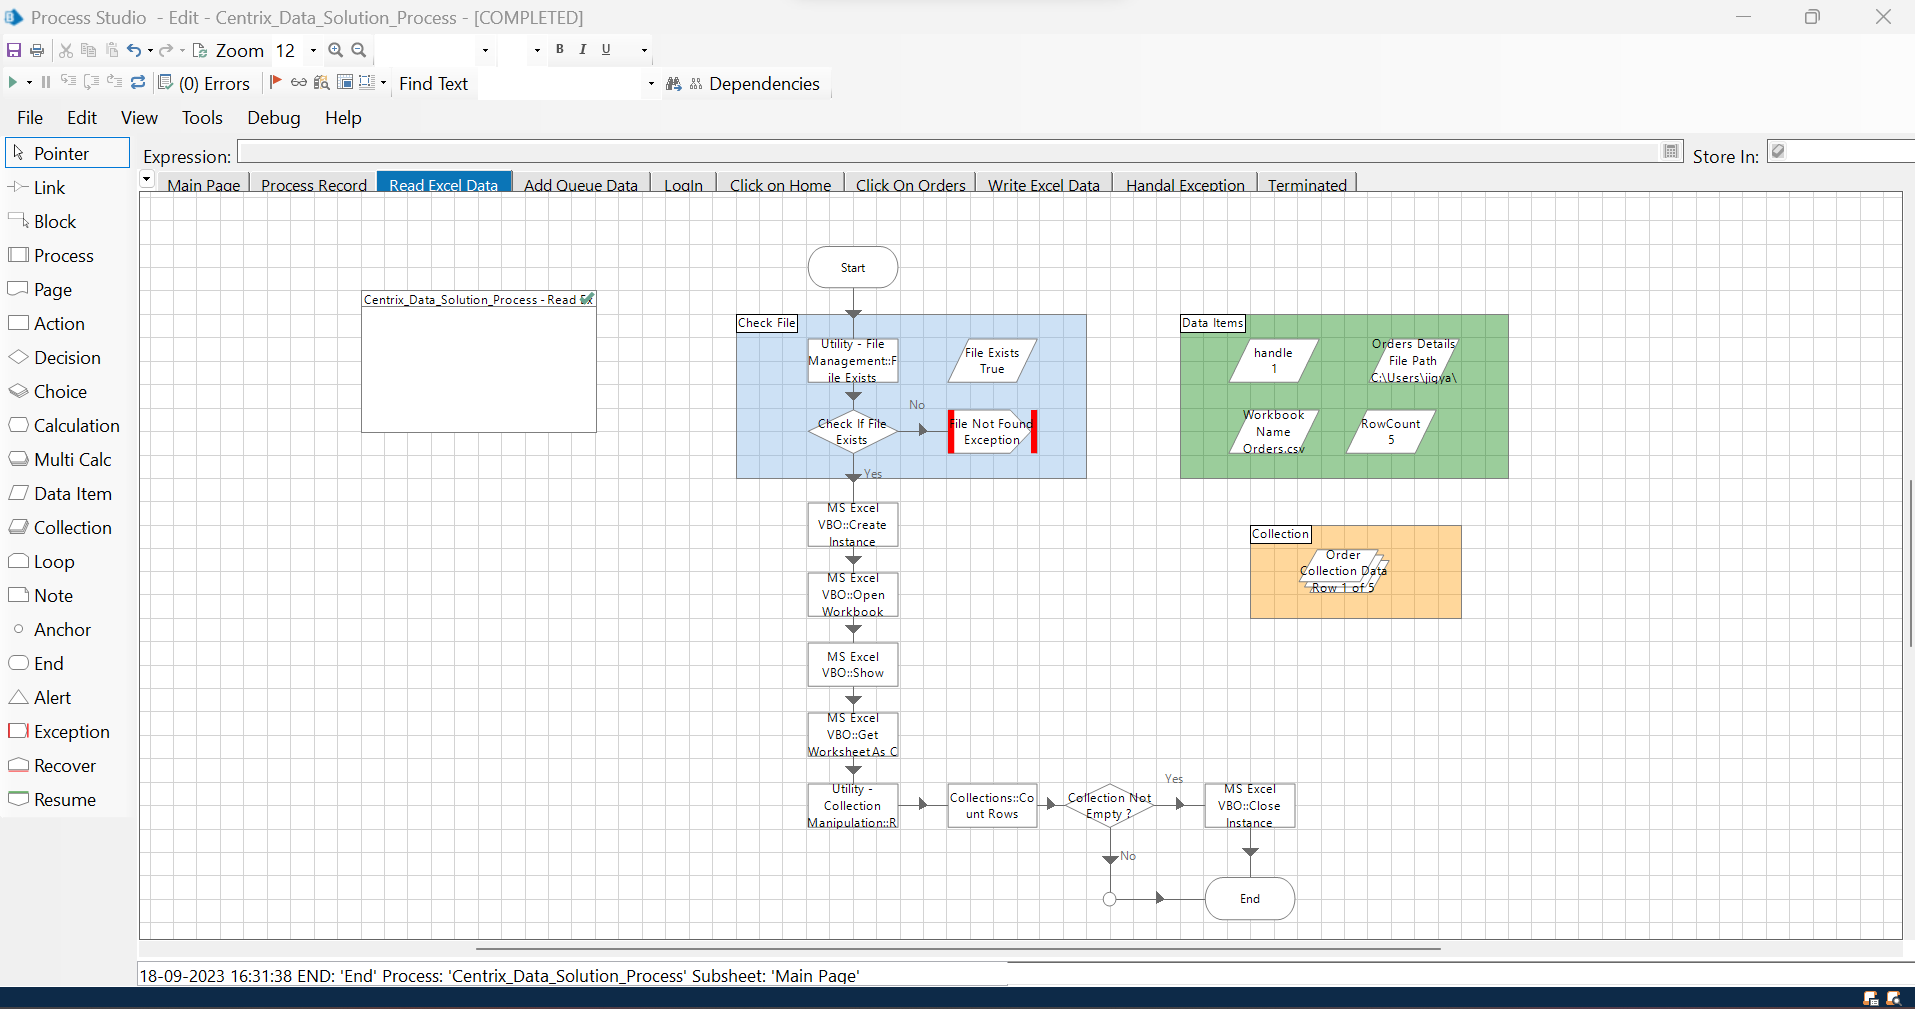 Process Studio - Edit - Centrix_Data_Solution_Process - [COMPLETED]
Zoom 12 B I U
(0) Errors Find Text Dependencies
File Edit View Tools Debug Help
Pointer
Link
Block
Process
Page
Action
Decision
Choice
Calculation
Multi Calc
Data Item
Collection
Loop
Note
Anchor
End
Alert
Exception
Recover
Resume
Expression: Store In:
Main Page Process Record Read Excel Data Add Queue Data LogIn Click on Home Click On Orders Write Excel Data Handal Exception Terminated
Centrix_Data_Solution_Process - Read Ex
Start
Check File
Utility - File
Management::F
ile Exists
File Exists
True
Check If File
Exists
No
File Not Found
Exception
Yes
Data Items
handle
1
Orders Details
File Path
C:\Users\jigya\
Workbook
Name
Orders.csv
RowCount
5
Collection
Order
Collection Data
Row 1 of 5
MS Excel
VBO::Create
Instance
MS Excel
VBO::Open
Workbook
MS Excel
VBO::Show
MS Excel
VBO::Get
Worksheet As C
Utility -
Collection
Manipulation::R
Collections::Co
unt Rows
Collection Not
Empty ?
Yes
No
MS Excel
VBO::Close
Instance
End
18-09-2023 16:31:38 END: 'End' Process: 'Centrix_Data_Solution_Process' Subsheet: 'Main Page'